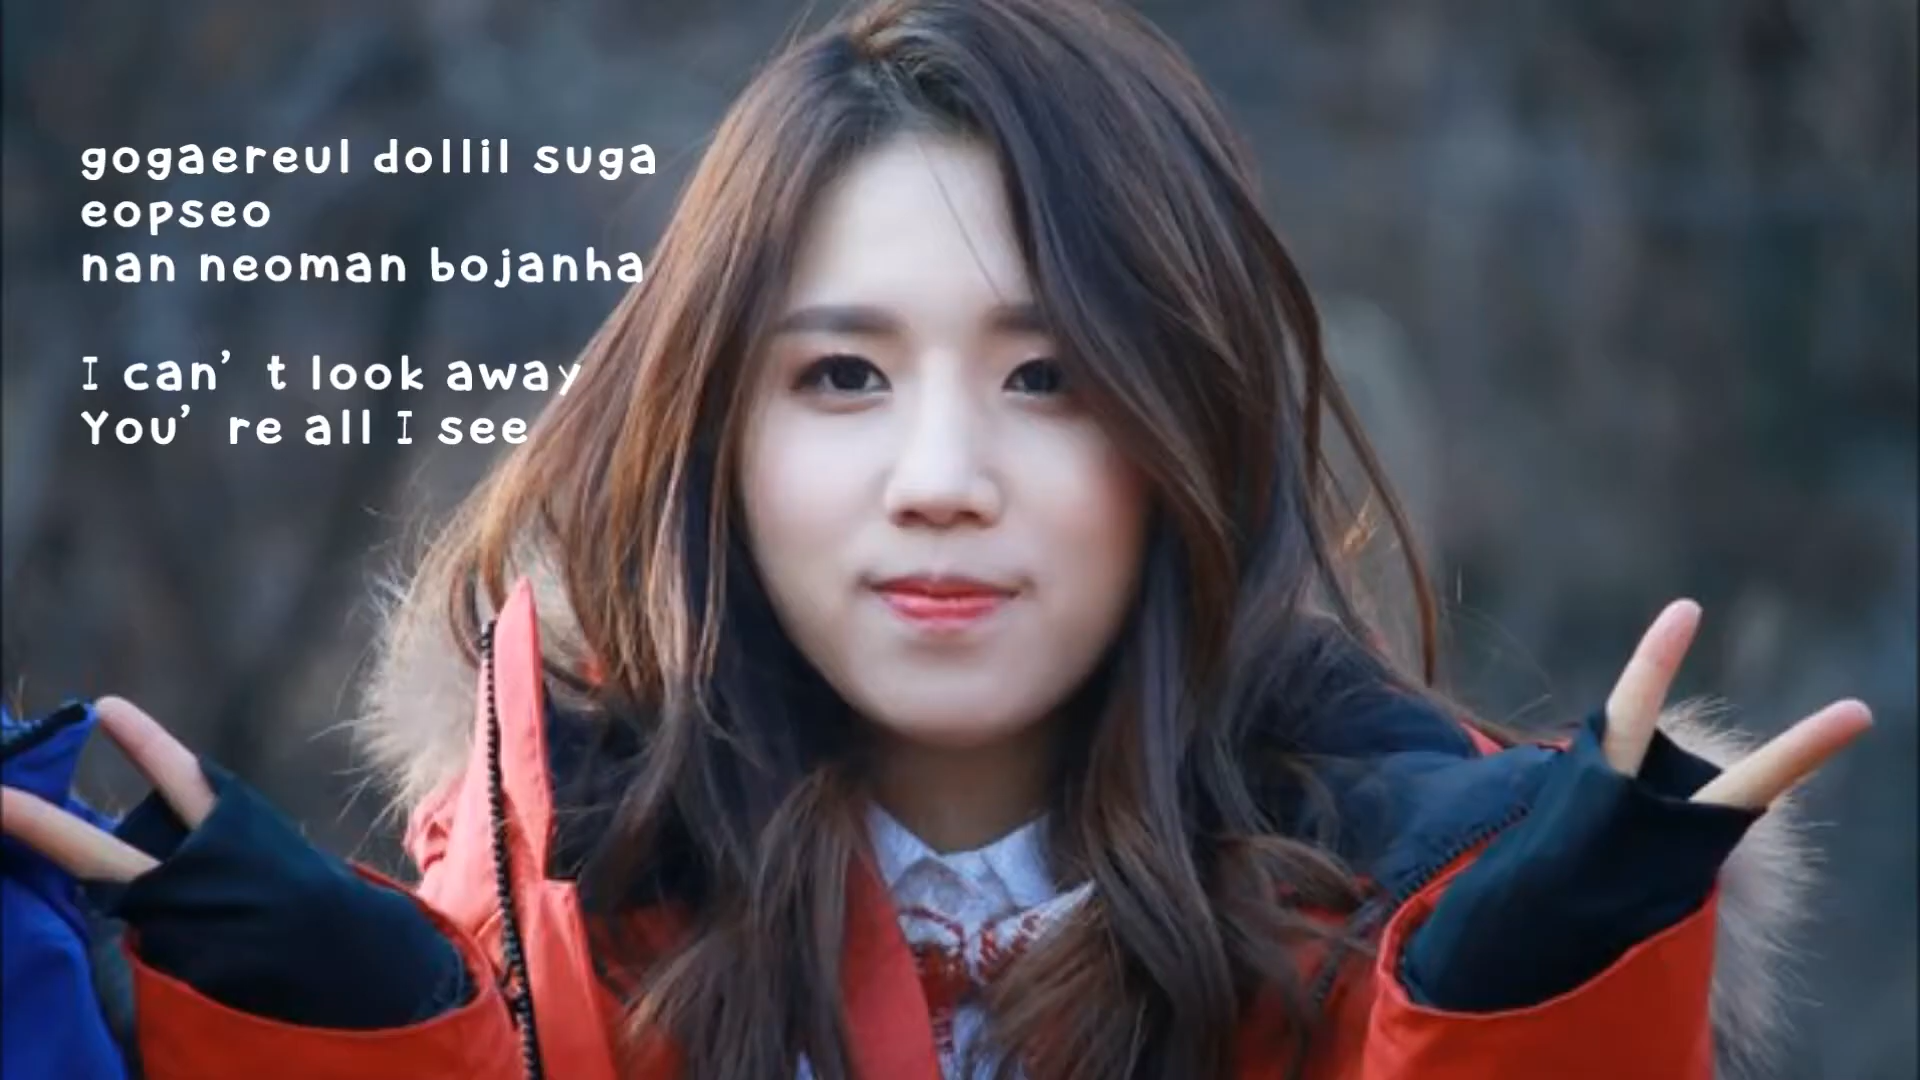 gogaereul dollil suga
eopseo
nan neoman bojanha
I can’t look away
You’re all I see